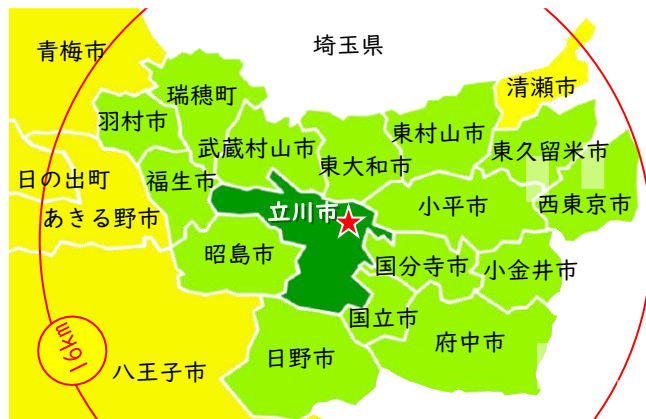 青梅市
埼玉県
清瀬市
瑞穂町
羽村市
武蔵村山市
東村山市
東大和市
東久留米市
日の出町
福生市
あきる野市
立川市
小平市
西東京市
昭島市
国分寺市
小金井市
国立市
府中市
日野市
八王子市
16km